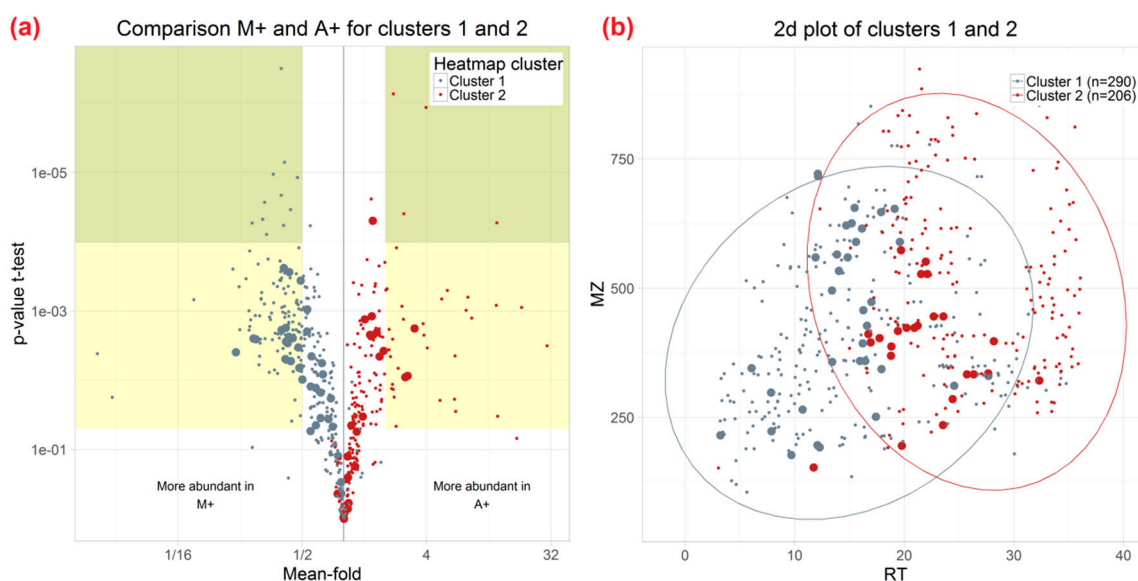 (a)
Comparison M+ and A+ for clusters 1 and 2
Heatmap cluster
Cluster 1
Cluster 2
p-value t-test
1e-05
1e-03
1e-01
More abundant in
M+
More abundant in
A+
1/16
1/2
4
32
Mean-fold
(b)
2d plot of clusters 1 and 2
Cluster 1 (n=290)
Cluster 2 (n=206)
MZ
750
500
250
0
10
20
30
40
RT